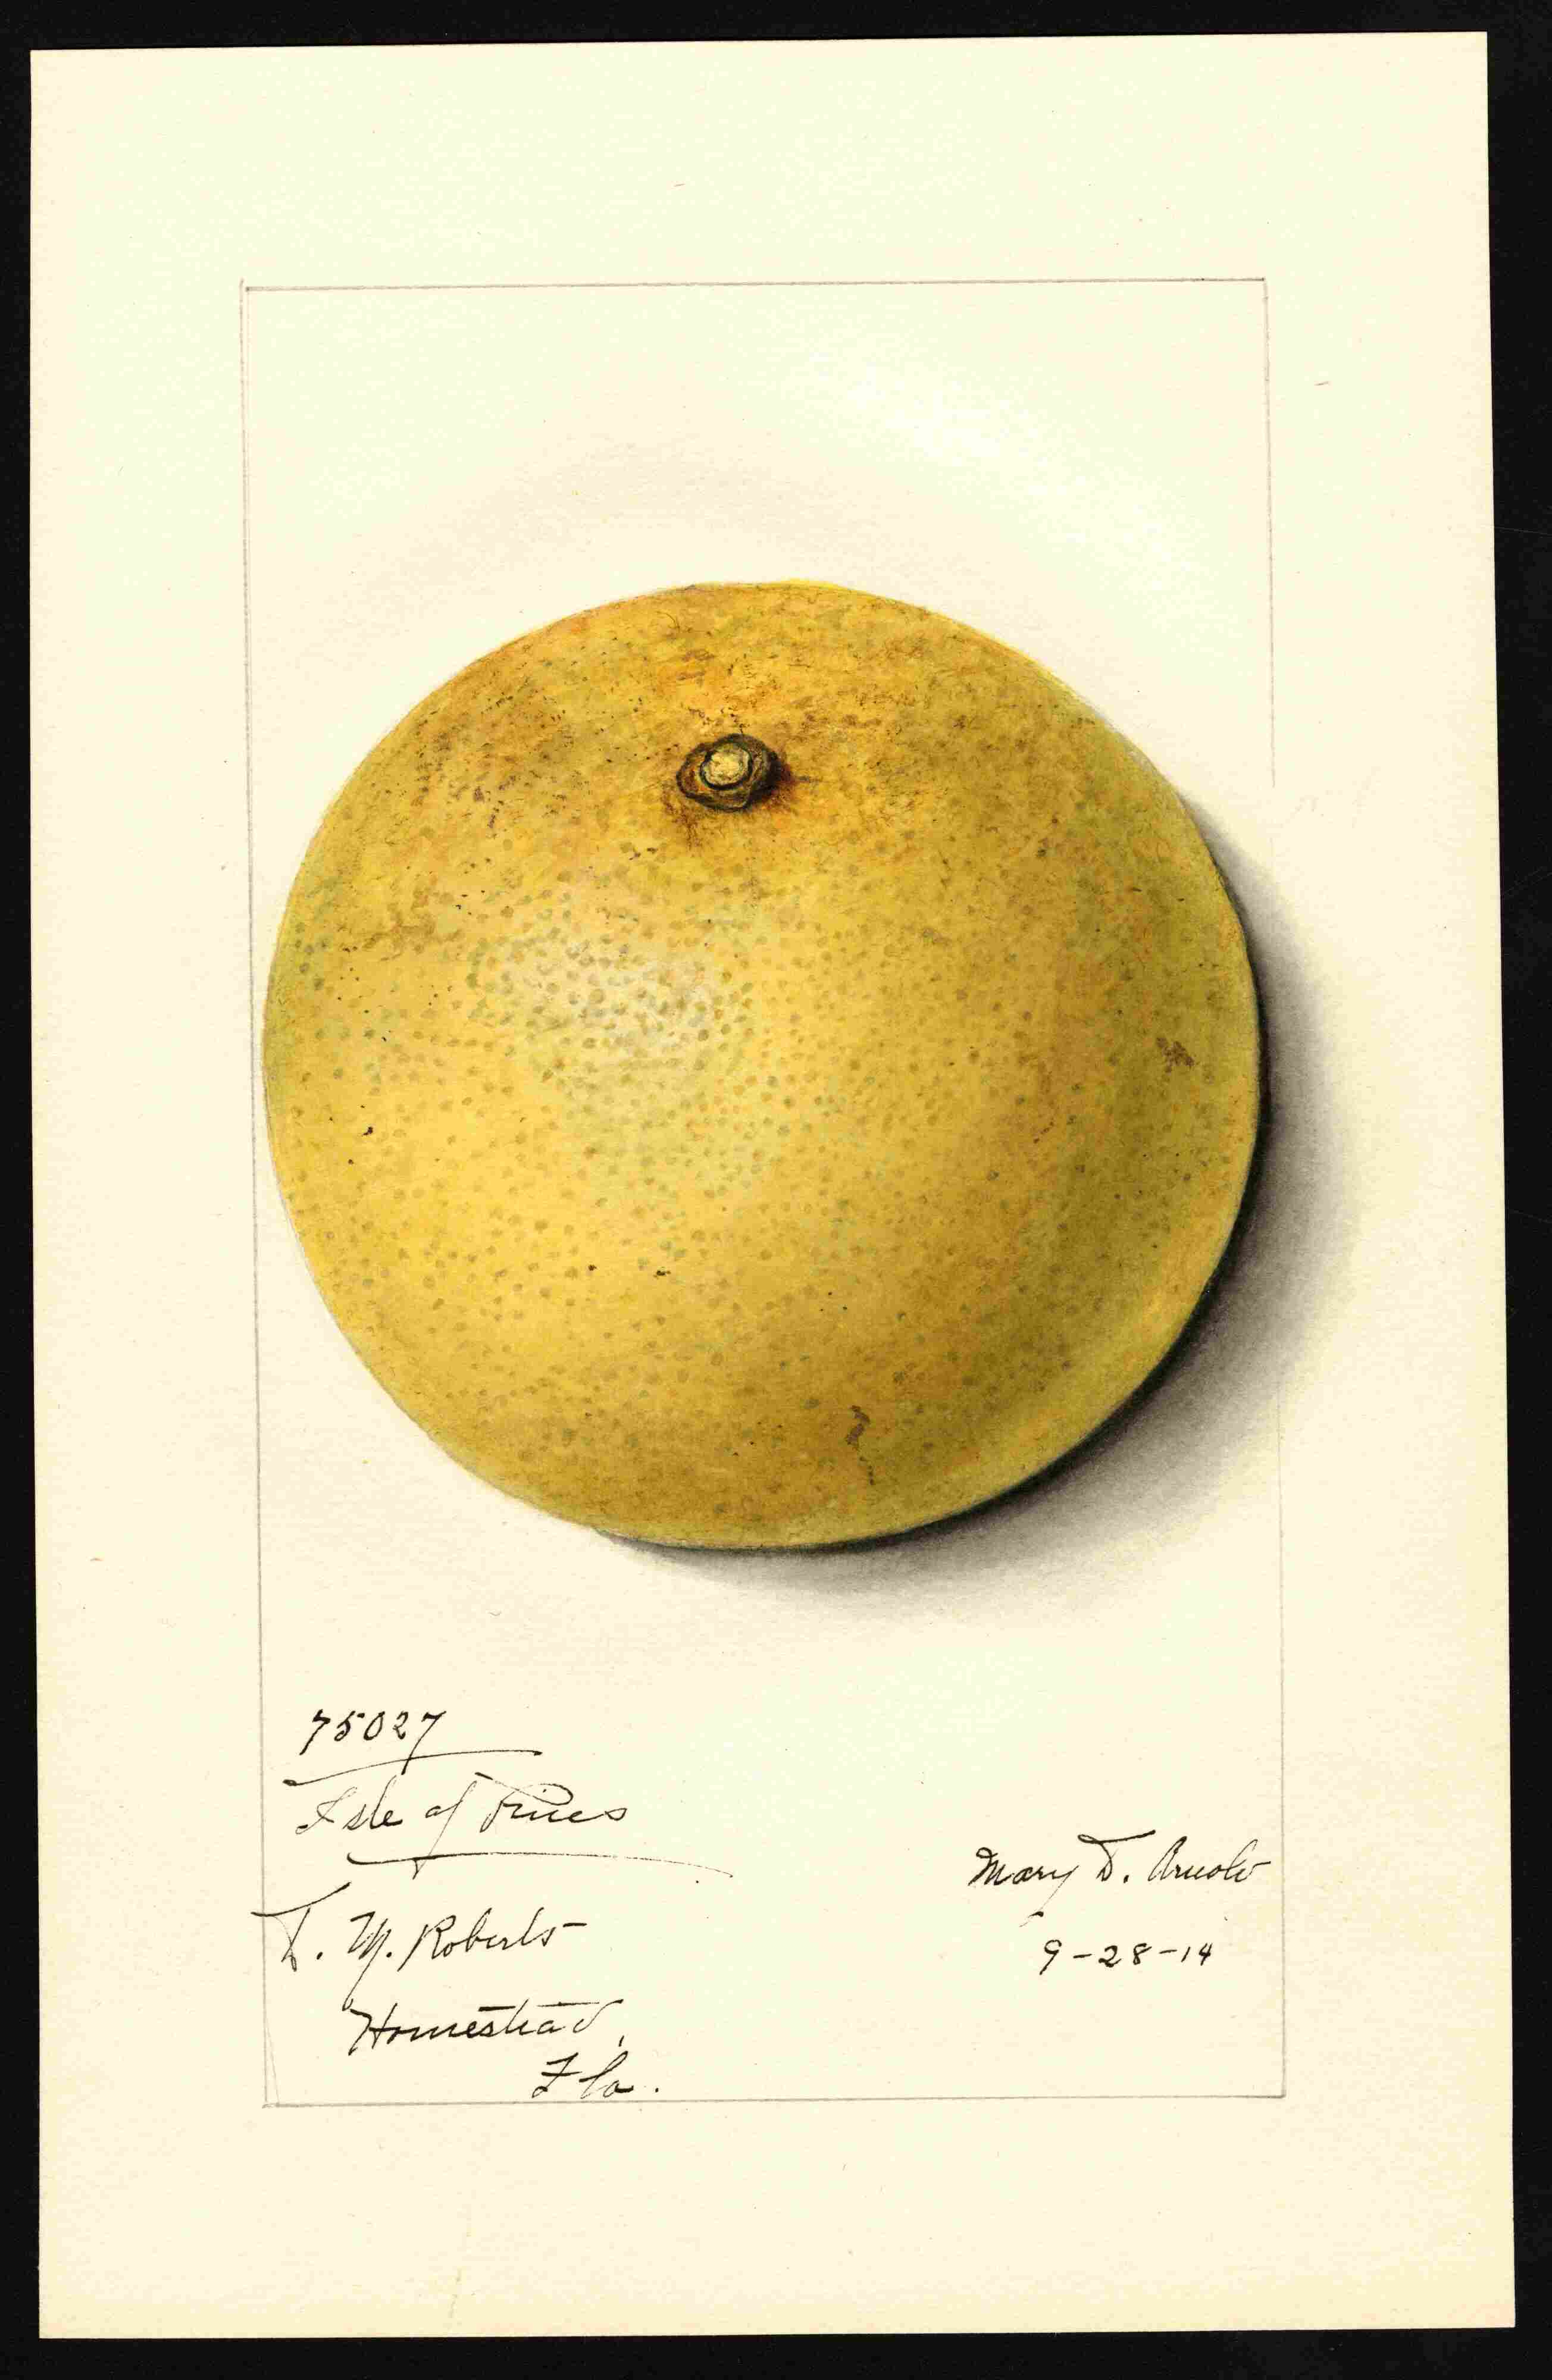 75027
Isle of Pines
T. M. Roberts
Homestead,
Fla.
Mary D. Arnold
9-28-14